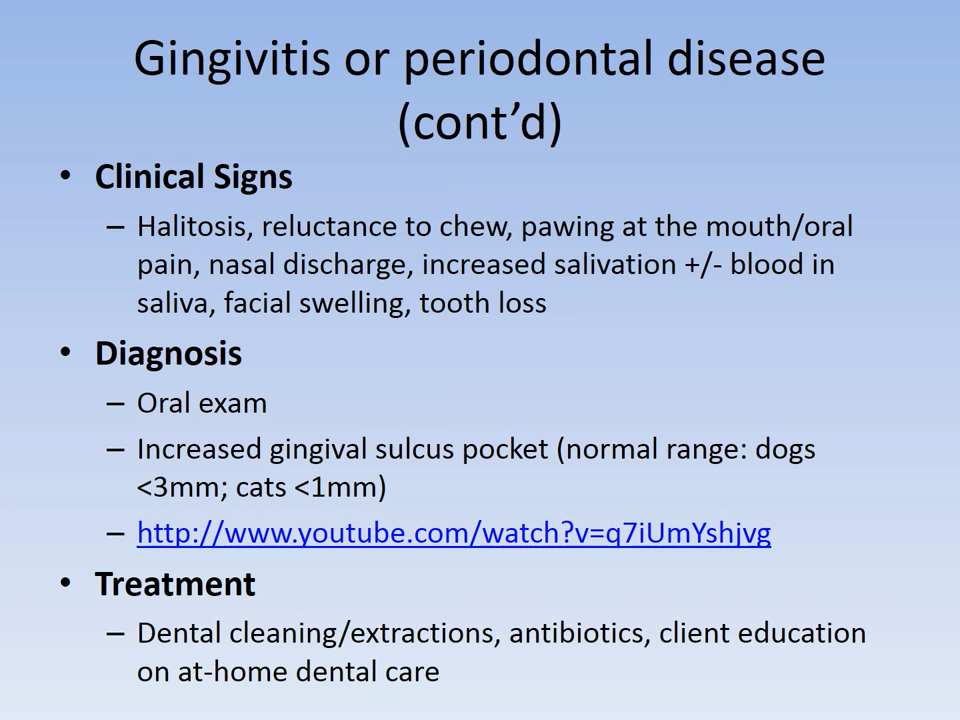 Gingivitis or periodontal disease
(cont’d)
• Clinical Signs
– Halitosis, reluctance to chew, pawing at the mouth/oral
pain, nasal discharge, increased salivation +/- blood in
saliva, facial swelling, tooth loss
• Diagnosis
– Oral exam
– Increased gingival sulcus pocket (normal range: dogs
<3mm; cats <1mm)
– http://www.youtube.com/watch?v=q7iUmYshjvg
• Treatment
– Dental cleaning/extractions, antibiotics, client education
on at-home dental care